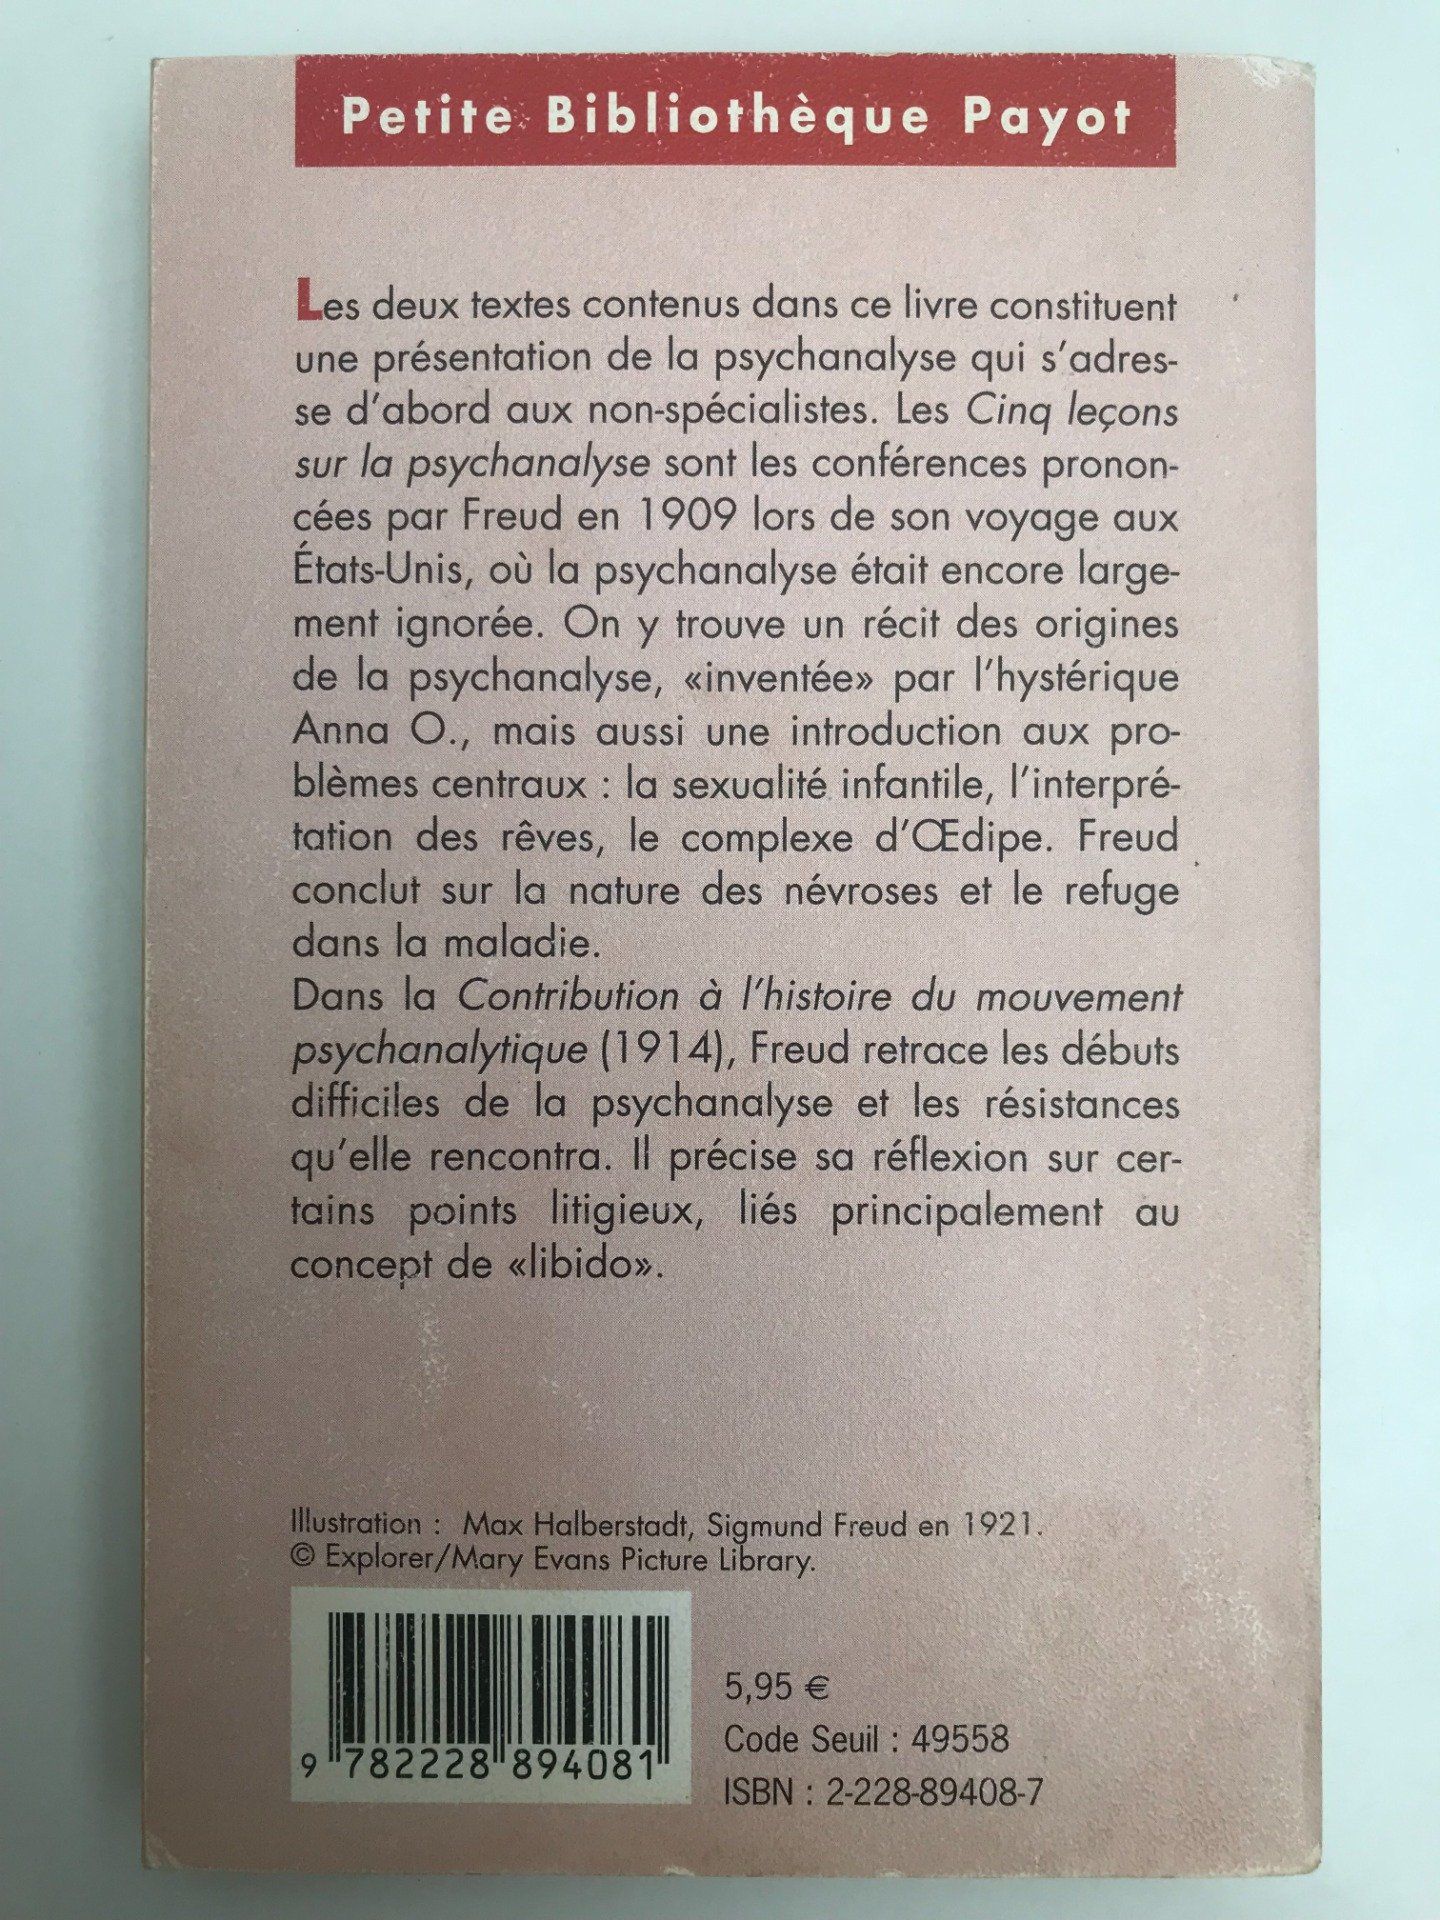 Petite Bibliothèque Payot
Les deux textes contenus dans ce livre constituent
une présentation de la psychanalyse qui s'adres-
se d'abord aux non-spécialistes. Les Cinq leçons
sur la psychanalyse sont les conférences pronon-
cées par Freud en 1909 lors de son voyage aux
États-Unis, où la psychanalyse était encore large-
ment ignorée. On y trouve un récit des origines
de la psychanalyse, «inventée» par l'hystérique
Anna O., mais aussi une introduction aux pro-
blèmes centraux : la sexualité infantile, l'interpré-
tation des rêves, le complexe d'Œdipe. Freud
conclut sur la nature des névroses et le refuge
dans la maladie.
Dans la Contribution à l'histoire du mouvement
psychanalytique (1914), Freud retrace les débuts
difficiles de la psychanalyse et les résistances
qu'elle rencontra. Il précise sa réflexion sur cer-
tains points litigieux, liés principalement au
concept de «libido».
Illustration : Max Halberstadt, Sigmund Freud en 1921.
© Explorer/Mary Evans Picture Library.
9 782228 894081
5,95 €
Code Seuil : 49558
ISBN : 2-228-89408-7